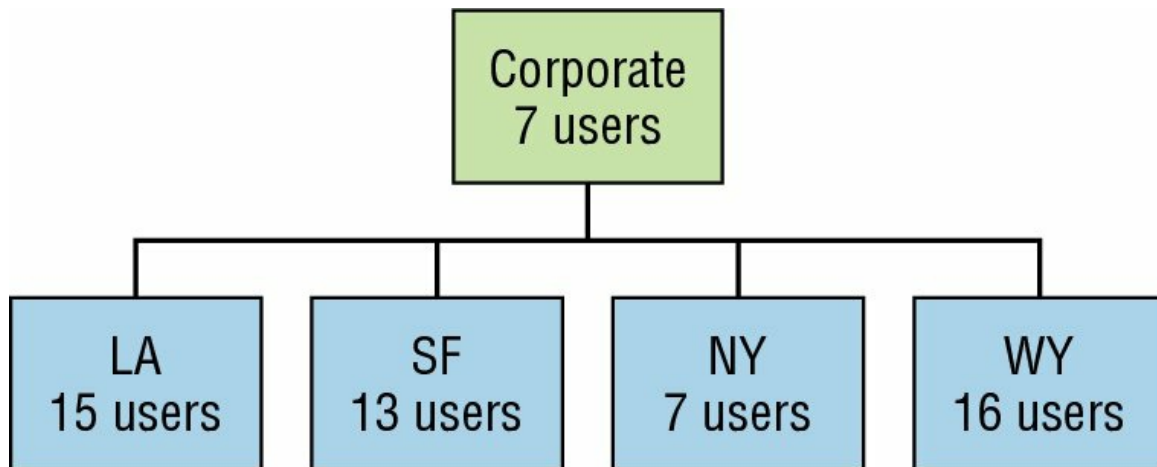 Corporate
7 users
LA
15 users
SF
13 users
NY
7 users
WY
16 users